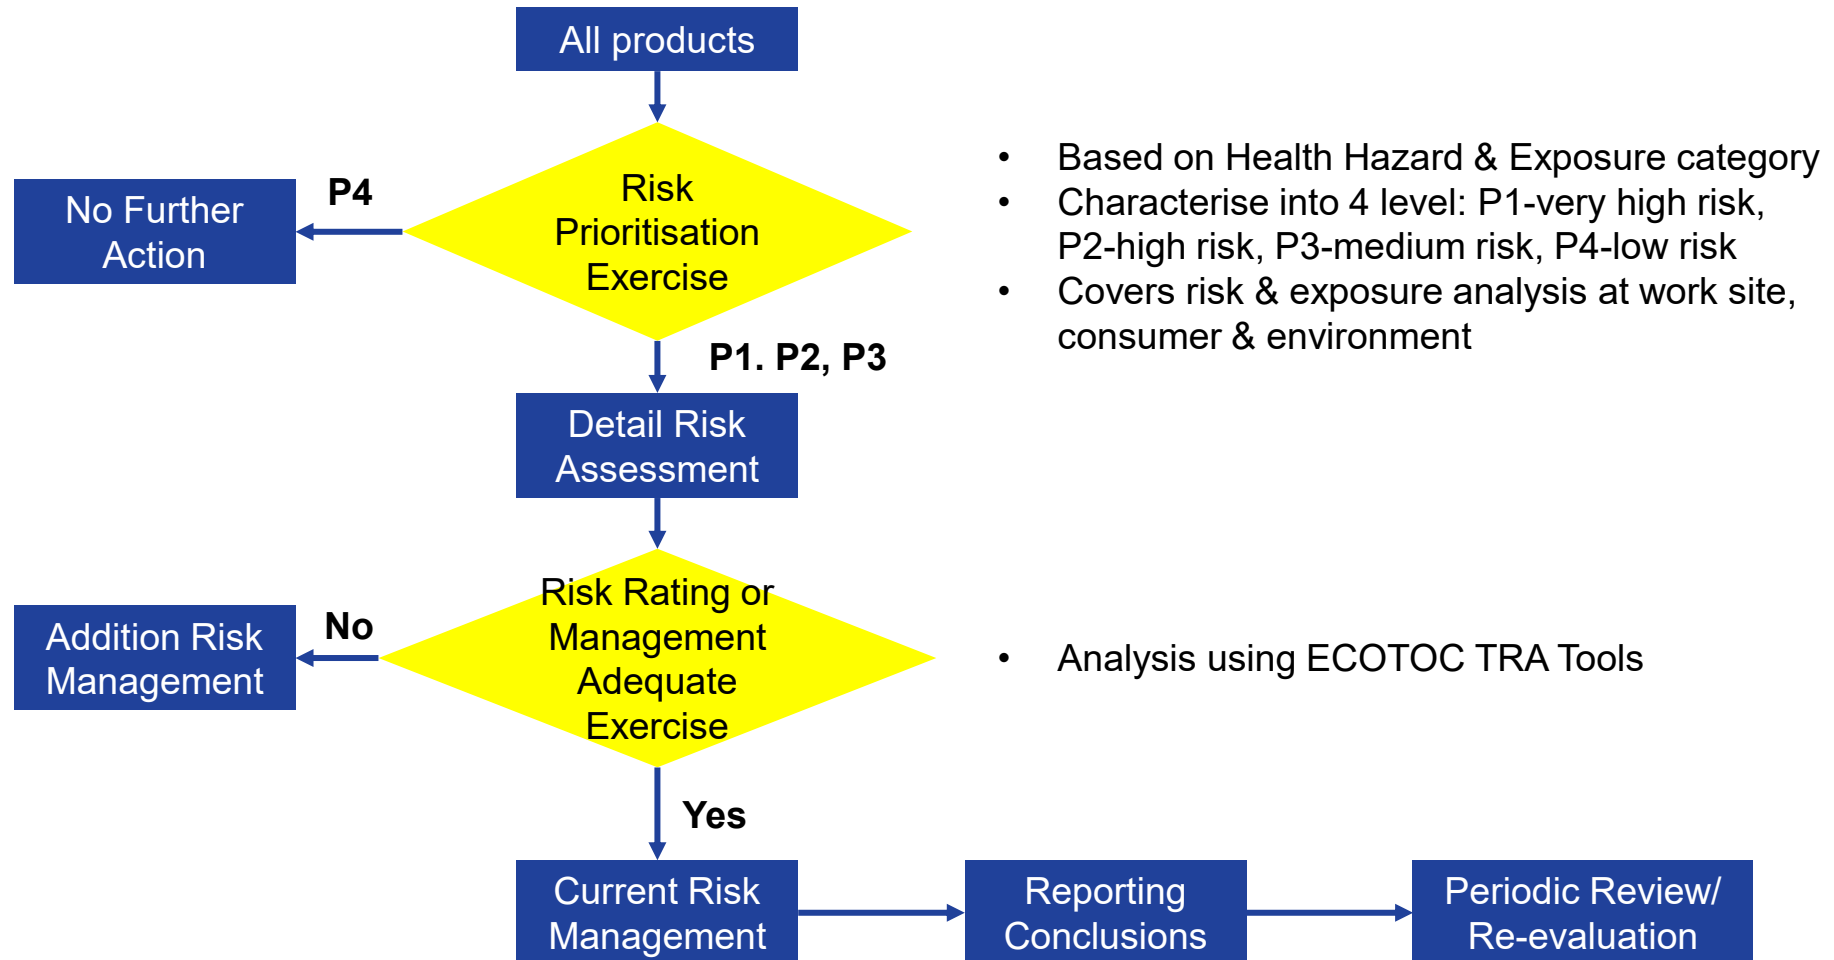 All products
Risk
Prioritisation
Exercise
P4
No Further
Action
• Based on Health Hazard & Exposure category
• Characterise into 4 level: P1-very high risk,
P2-high risk, P3-medium risk, P4-low risk
• Covers risk & exposure analysis at work site,
consumer & environment
P1. P2, P3
Detail Risk
Assessment
Risk Rating or
Management
Adequate
Exercise
No
Addition Risk
Management
• Analysis using ECOTOC TRA Tools
Yes
Current Risk
Management
Reporting
Conclusions
Periodic Review/
Re-evaluation